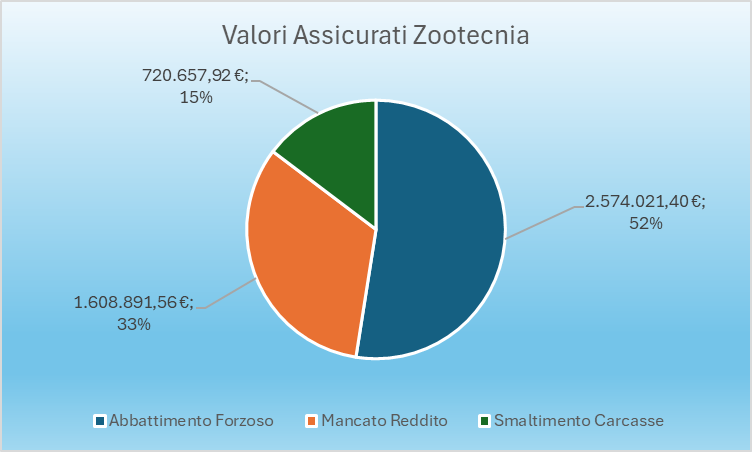 Valori Assicurati Zootecnia
720.657,92 €;
15%
2.574.021,40 €;
52%
1.608.891,56 €;
33%
Abbattimento Forzoso
Mancato Reddito
Smaltimento Carcasse